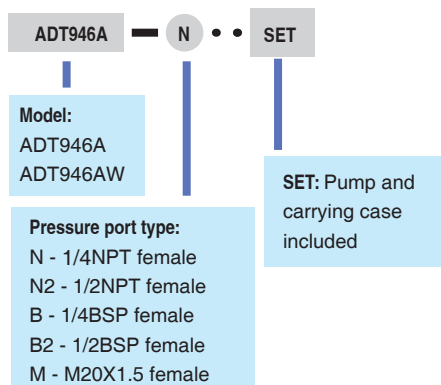 ADT946A — N • • SET
Model:
ADT946A
ADT946AW
Pressure port type:
N - 1/4NPT female
N2 - 1/2NPT female
B - 1/4BSP female
B2 - 1/2BSP female
M - M20X1.5 female
SET: Pump and
carrying case
included